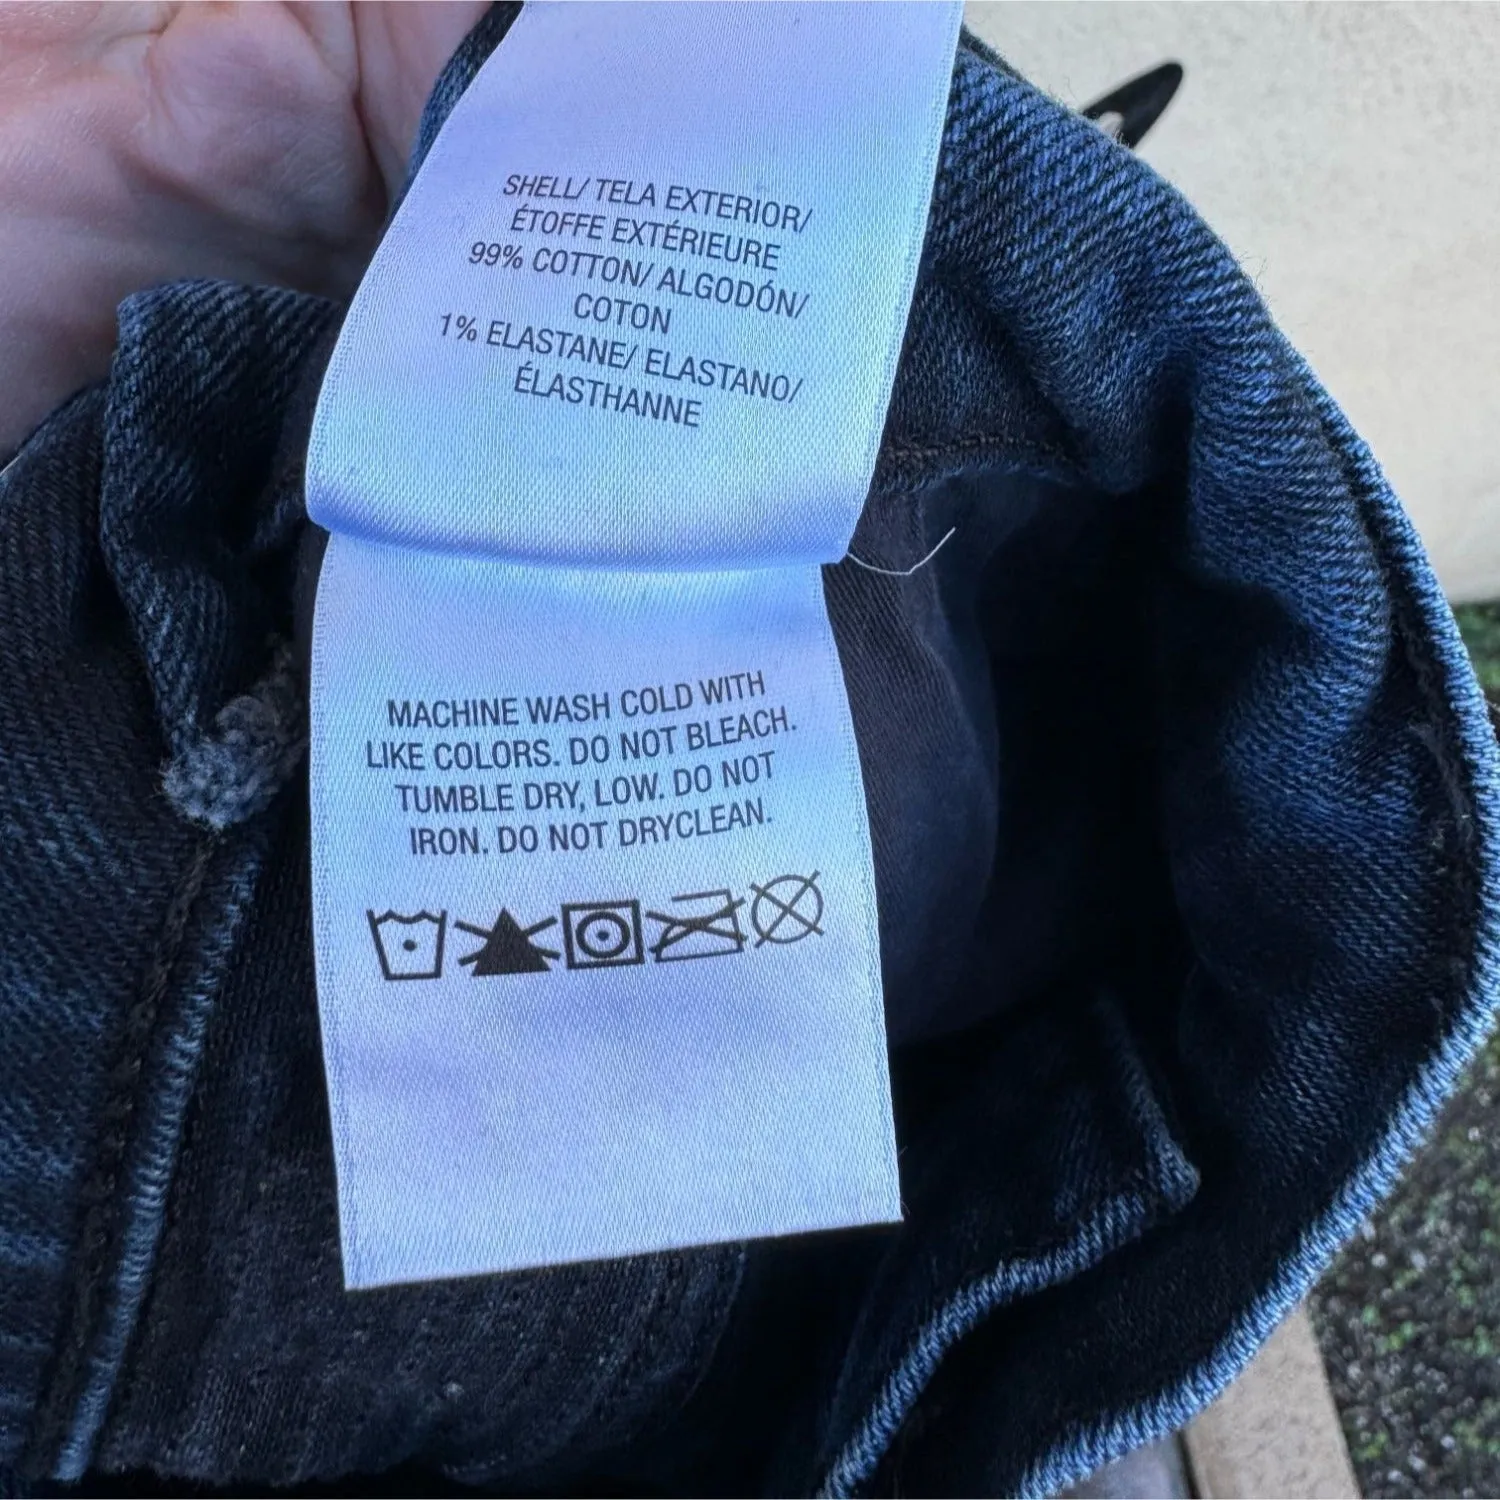 SHELL/ TELA EXTERIOR/
ÉTOFFE EXTÉRIEURE
99% COTTON/ ALGODÓN/
COTON
1% ELASTANE/ ELASTANO/
ÉLASTHANNE
MACHINE WASH COLD WITH
LIKE COLORS. DO NOT BLEACH.
TUMBLE DRY, LOW. DO NOT
IRON. DO NOT DRYCLEAN.